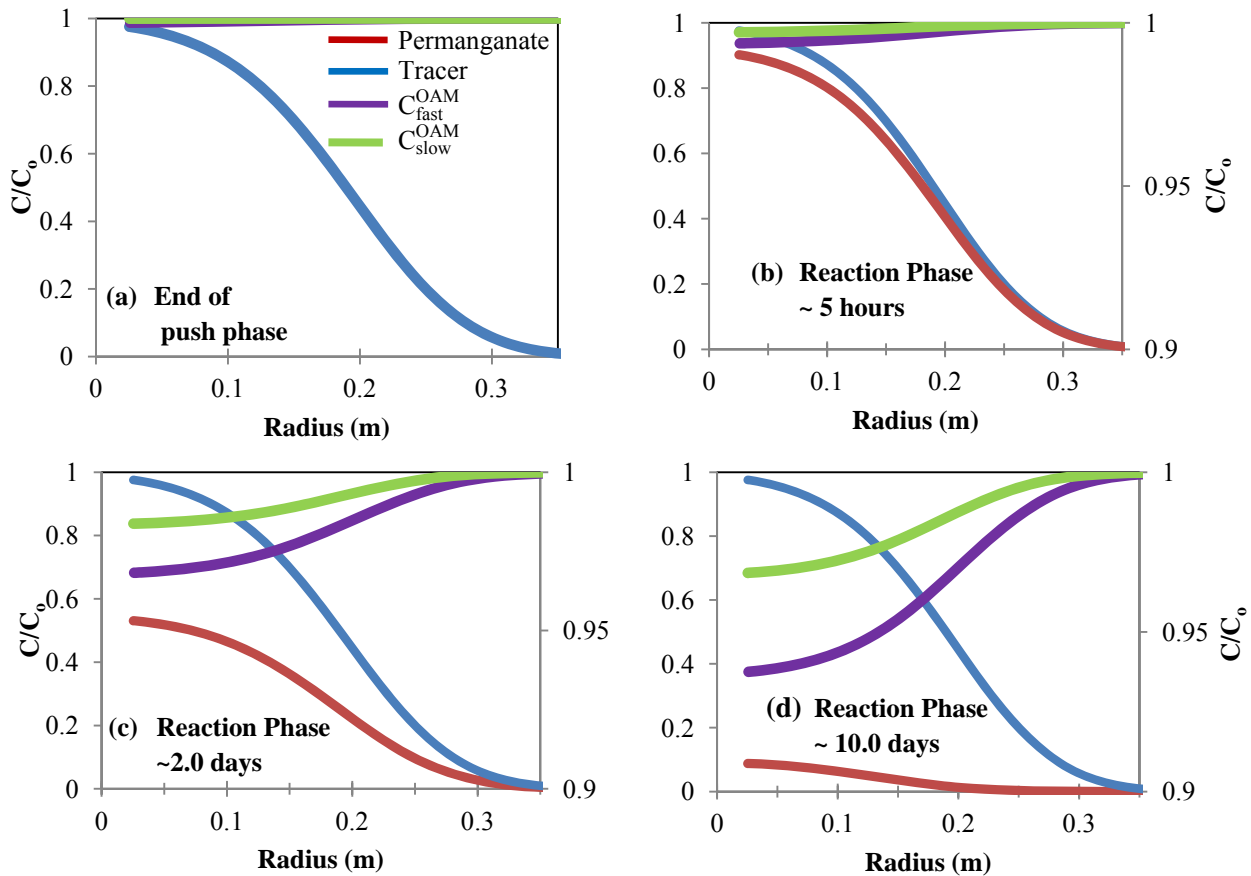 1
0.8
0.6
0.4
0.2
0
C/Cₒ
0
0.1
0.2
0.3
Radius (m)
Permanganate
Tracer
C_fast^OAM
C_slow^OAM
(a) End of
push phase
1
0.8
0.6
0.4
0.2
0
0
0.1
0.2
0.3
Radius (m)
1
0.95
0.9
C/Cₒ
(b) Reaction Phase
~ 5 hours
1
0.8
0.6
0.4
0.2
0
C/Cₒ
0
0.1
0.2
0.3
Radius (m)
1
0.95
0.9
(c) Reaction Phase
~2.0 days
1
0.8
0.6
0.4
0.2
0
0
0.1
0.2
0.3
Radius (m)
1
0.95
0.9
C/Cₒ
(d) Reaction Phase
~ 10.0 days